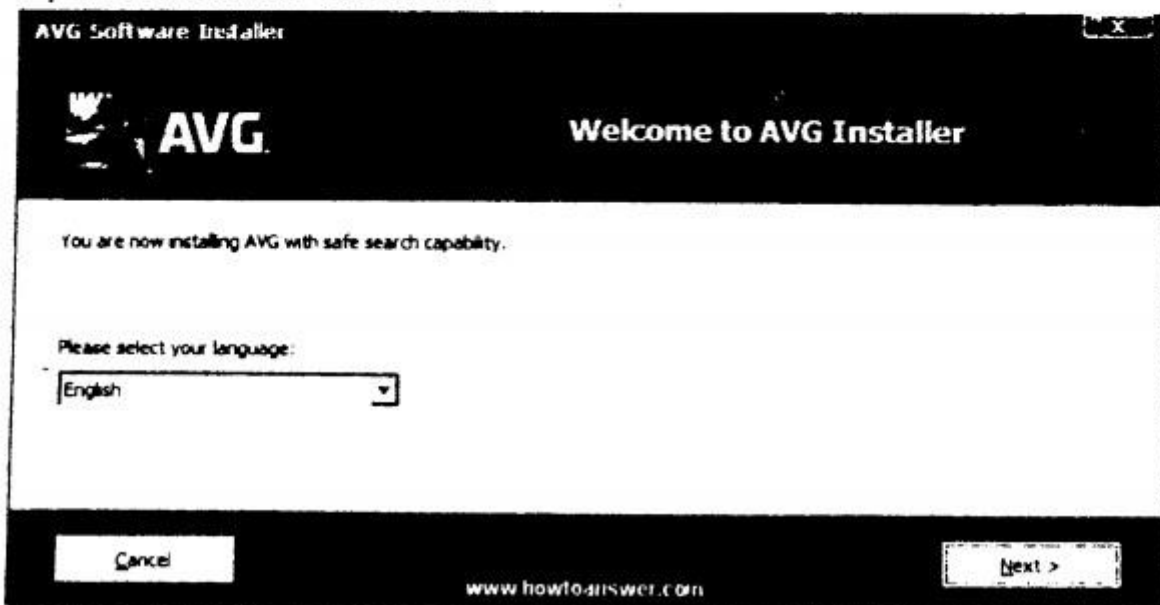 AVG Software Installer
X
AVG.
Welcome to AVG Installer
You are now installing AVG with safe search capability.
Please select your language:
English
Cancel
Next >
www.howtoanswer.com